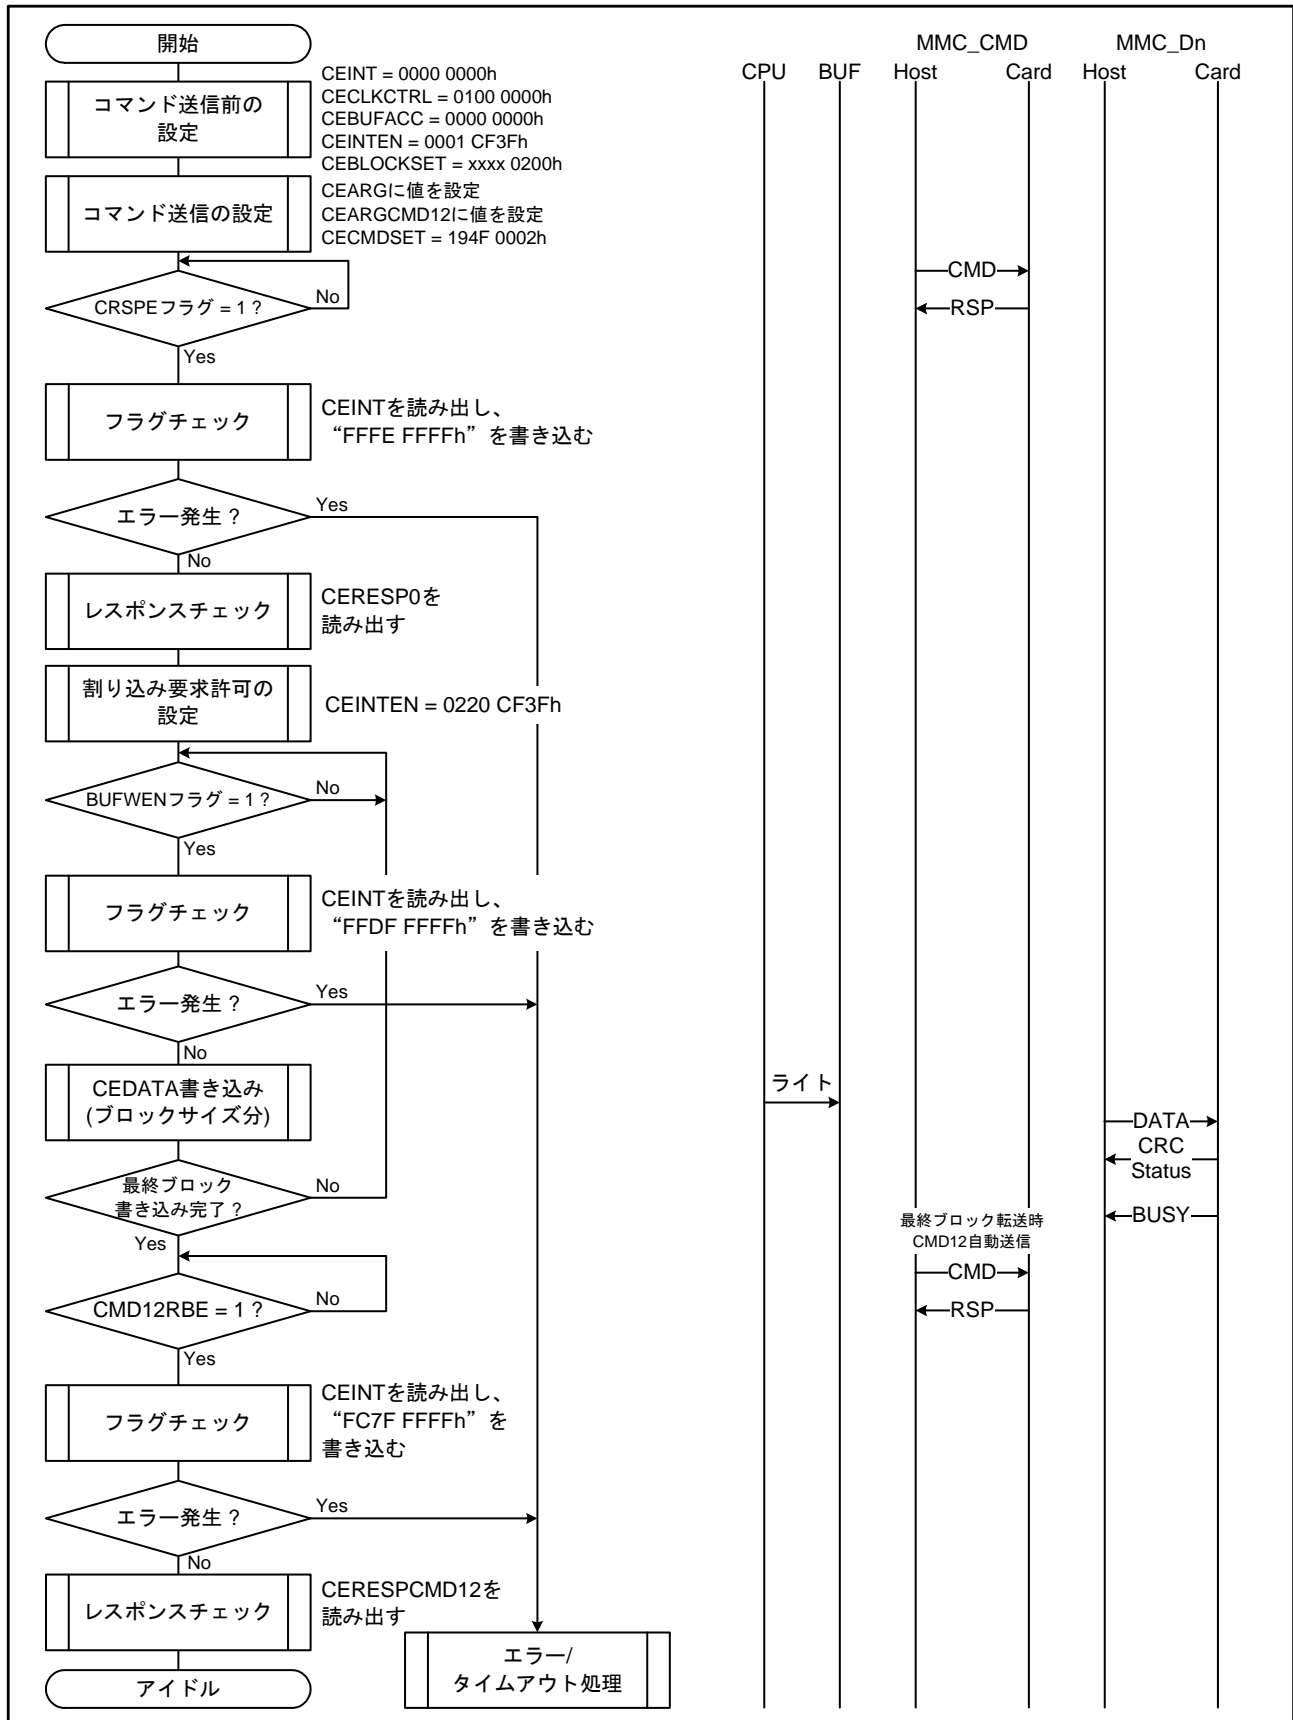 開始
コマンド送信前の
設定
CEINT = 0000 0000h
CECLKCTRL = 0100 0000h
CEBUFACC = 0000 0000h
CEINTEN = 0001 CF3Fh
CEBLOCKSET = xxxx 0200h
コマンド送信の設定
CEARGに値を設定
CEARGCMD12に値を設定
CECMDSET = 194F 0002h
CRSPEフラグ = 1 ?
No
Yes
フラグチェック
CEINTを読み出し、
“FFFE FFFFh” を書き込む
エラー発生 ?
Yes
No
レスポンスチェック
CERESP0を
読み出す
割り込み要求許可の
設定
CEINTEN = 0220 CF3Fh
BUFWENフラグ = 1 ?
No
Yes
フラグチェック
CEINTを読み出し、
“FFDF FFFFh” を書き込む
エラー発生 ?
Yes
No
CEDATA書き込み
(ブロックサイズ分)
最終ブロック
書き込み完了 ?
No
Yes
CMD12RBE = 1 ?
No
Yes
フラグチェック
CEINTを読み出し、
“FC7F FFFFh” を
書き込む
エラー発生 ?
Yes
No
レスポンスチェック
CERESPCMD12を
読み出す
エラー/
タイムアウト処理
アイドル
MMC_CMD MMC_Dn
CPU BUF Host Card Host Card
CMD
RSP
ライト
DATA
CRC
Status
BUSY
最終ブロック転送時
CMD12自動送信
CMD
RSP